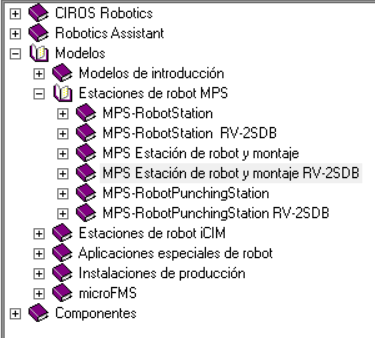 CIROS Robotics
Robotics Assistant
Modelos
Modelos de introducción
Estaciones de robot MPS
MPS-RobotStation
MPS-RobotStation RV-2SDB
MPS Estación de robot y montaje
MPS Estación de robot y montaje RV-2SDB
MPS-RobotPunchingStation
MPS-RobotPunchingStation RV-2SDB
Estaciones de robot iCIM
Aplicaciones especiales de robot
Instalaciones de producción
microFMS
Componentes